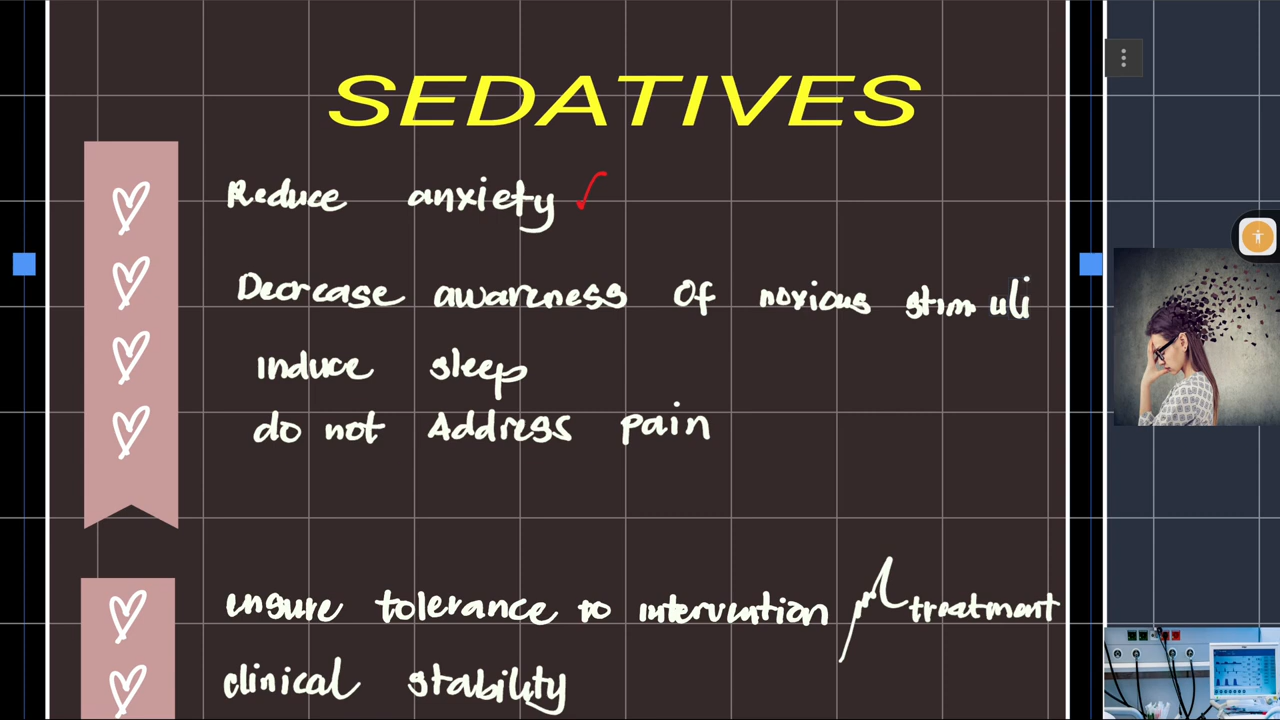 SEDATIVES
Reduce anxiety
Decrease awareness of noxious stimuli
induce sleep
do not Address pain
ensure tolerance to intervention / treatment
clinical stability